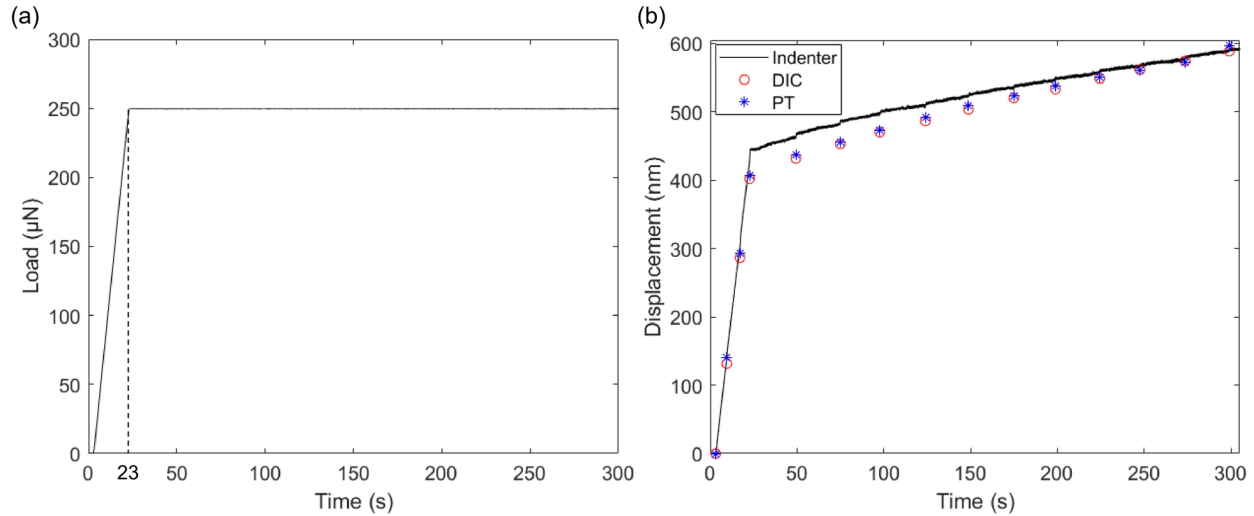 (a)
300
250
200
150
100
50
0
Load (µN)
0 23 50 100 150 200 250 300
Time (s)
(b)
600
500
400
300
200
100
0
Displacement (nm)
Indenter
DIC
PT
0 50 100 150 200 250 300
Time (s)